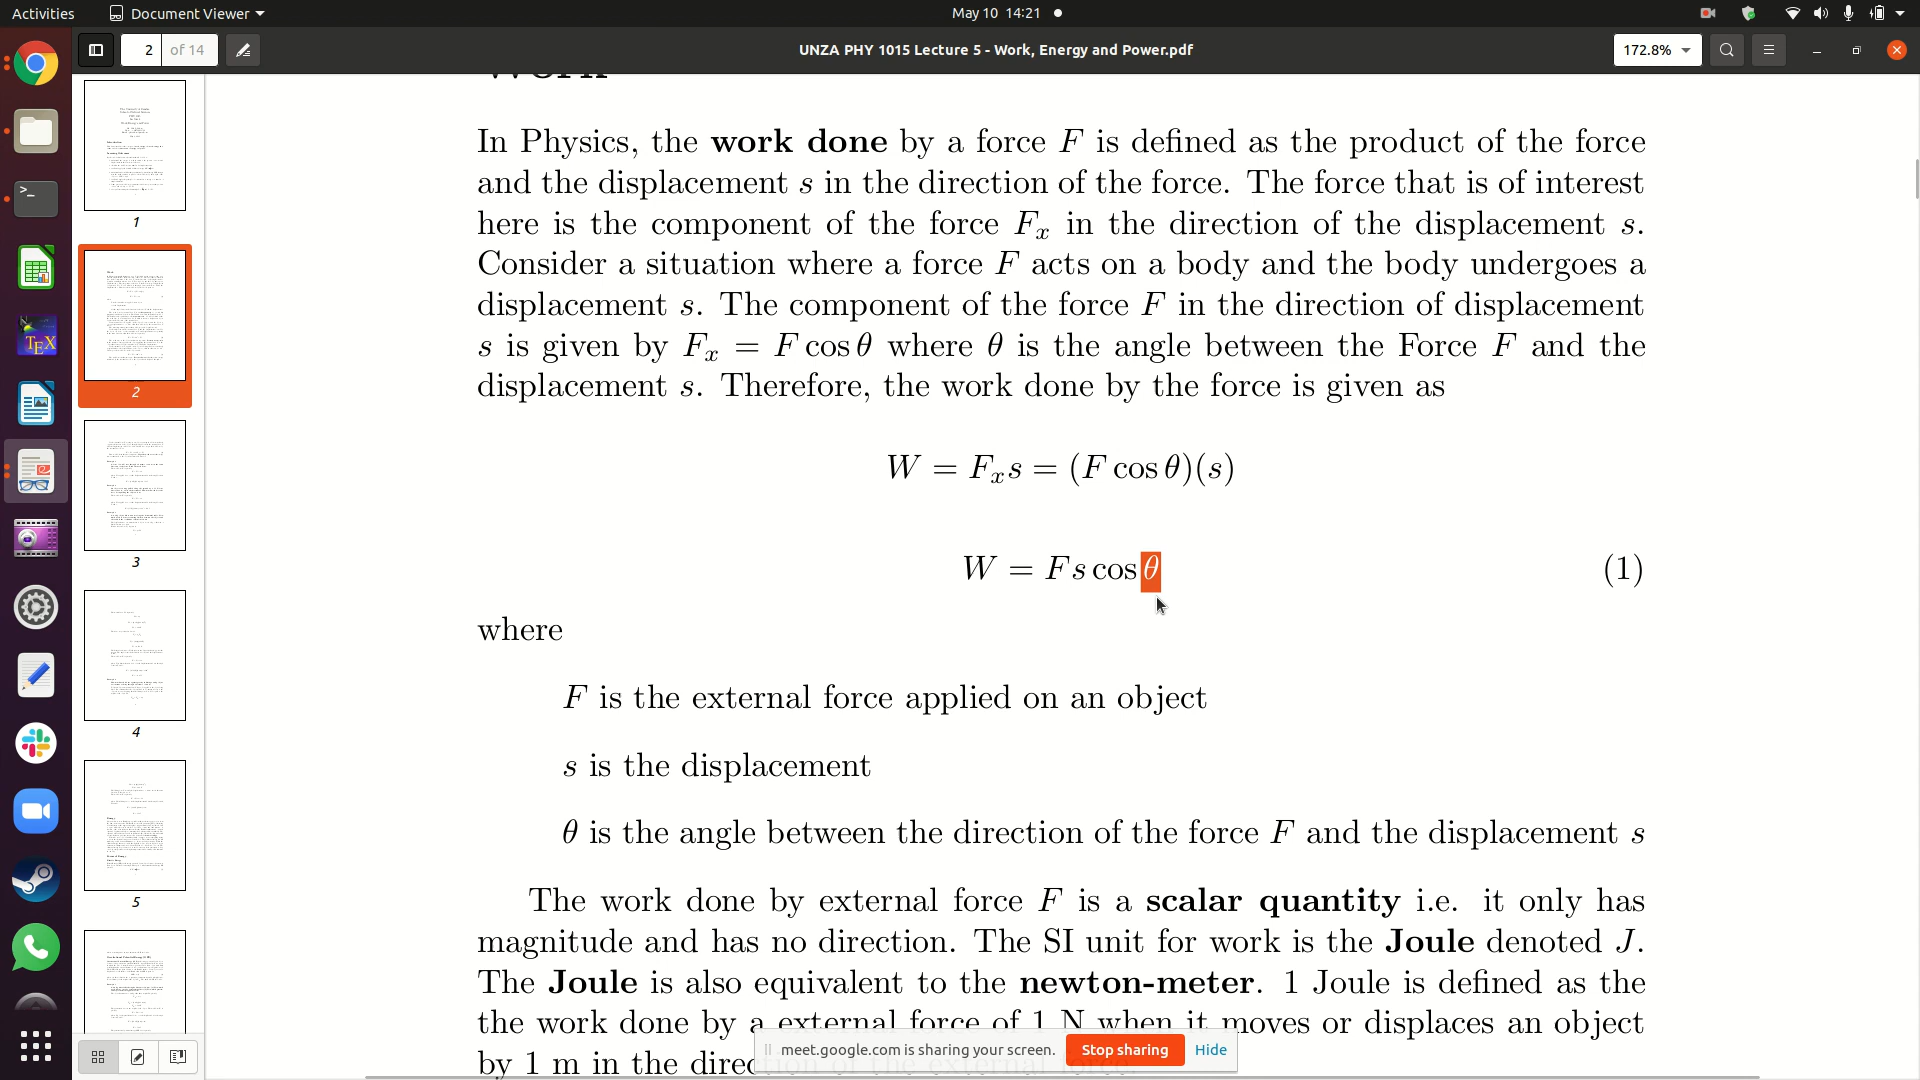 Activities Document Viewer May 10 14:21
2 of 14 UNZA PHY 1015 Lecture 5 - Work, Energy and Power.pdf 172.8%
Work
In Physics, the work done by a force F is defined as the product of the force
and the displacement s in the direction of the force. The force that is of interest
here is the component of the force Fₓ in the direction of the displacement s.
Consider a situation where a force F acts on a body and the body undergoes a
displacement s. The component of the force F in the direction of displacement
s is given by Fₓ = F cos θ where θ is the angle between the Force F and the
displacement s. Therefore, the work done by the force is given as
W = Fₓs = (F cos θ)(s)
W = Fs cos θ (1)
where
F is the external force applied on an object
s is the displacement
θ is the angle between the direction of the force F and the displacement s
The work done by external force F is a scalar quantity i.e. it only has
magnitude and has no direction. The SI unit for work is the Joule denoted J.
The Joule is also equivalent to the newton-meter. 1 Joule is defined as the
the work done by a external force of 1 N when it moves or displaces an object
by 1 m in the direction of the external force.
meet.google.com is sharing your screen. Stop sharing Hide
1
2
3
4
5
TEX